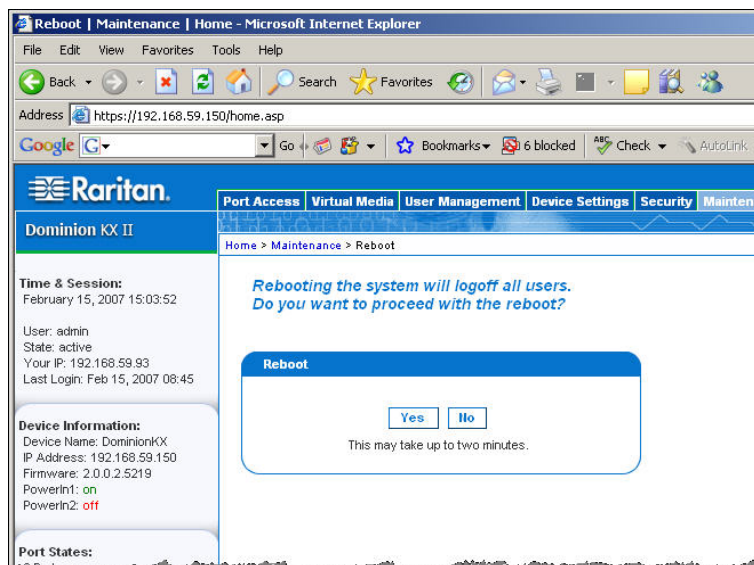 Reboot | Maintenance | Home - Microsoft Internet Explorer
File Edit View Favorites Tools Help
Back Search Favorites
Address https://192.168.59.150/home.asp
Google G Go Bookmarks 6 blocked ABC Check AutoLink
Raritan.
Port Access Virtual Media User Management Device Settings Security Mainten
Dominion KX II
Home > Maintenance > Reboot
Time & Session:
February 15, 2007 15:03:52
User: admin
State: active
Your IP: 192.168.59.93
Last Login: Feb 15, 2007 08:45
Device Information:
Device Name: DominionKX
IP Address: 192.168.59.150
Firmware: 2.0.0.2.5219
PowerIn1: on
PowerIn2: off
Port States:
Rebooting the system will logoff all users.
Do you want to proceed with the reboot?
Reboot
Yes No
This may take up to two minutes.